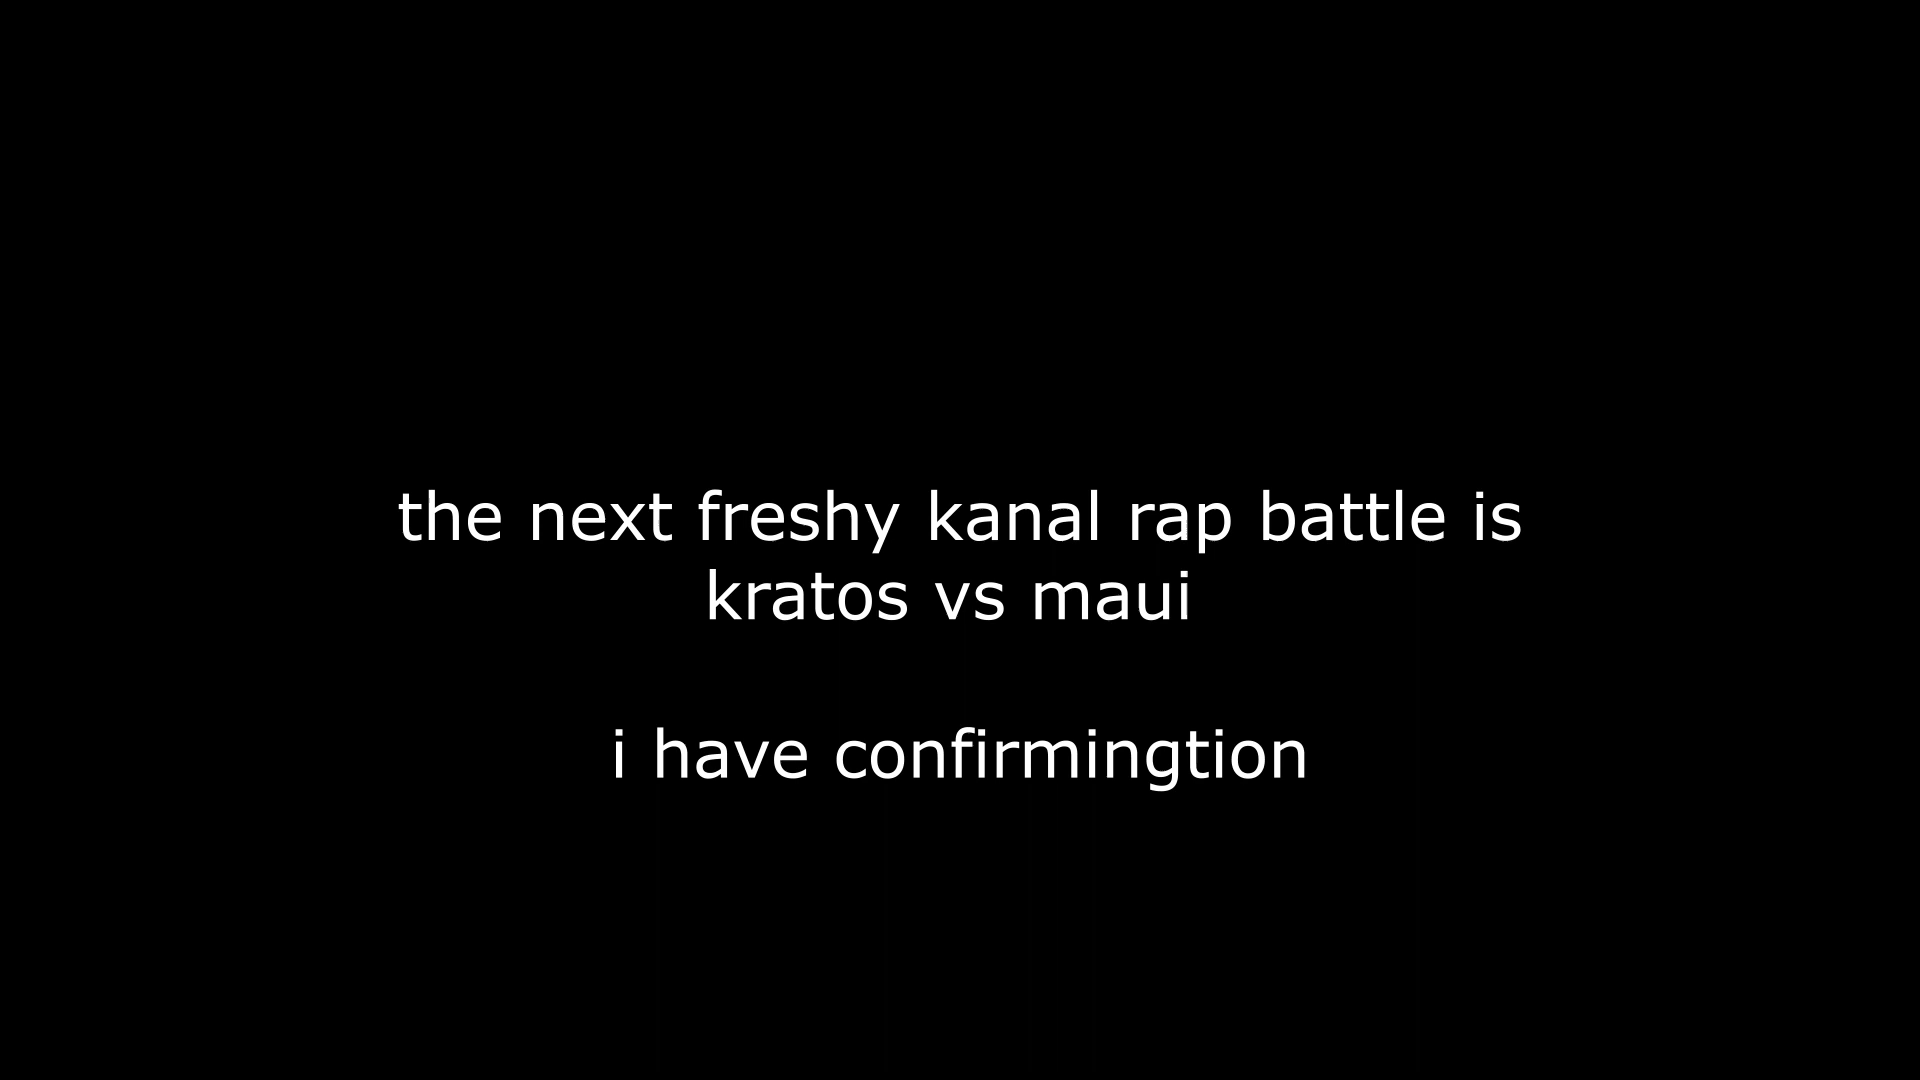 the next freshy kanal rap battle is
kratos vs maui
i have confirmingtion